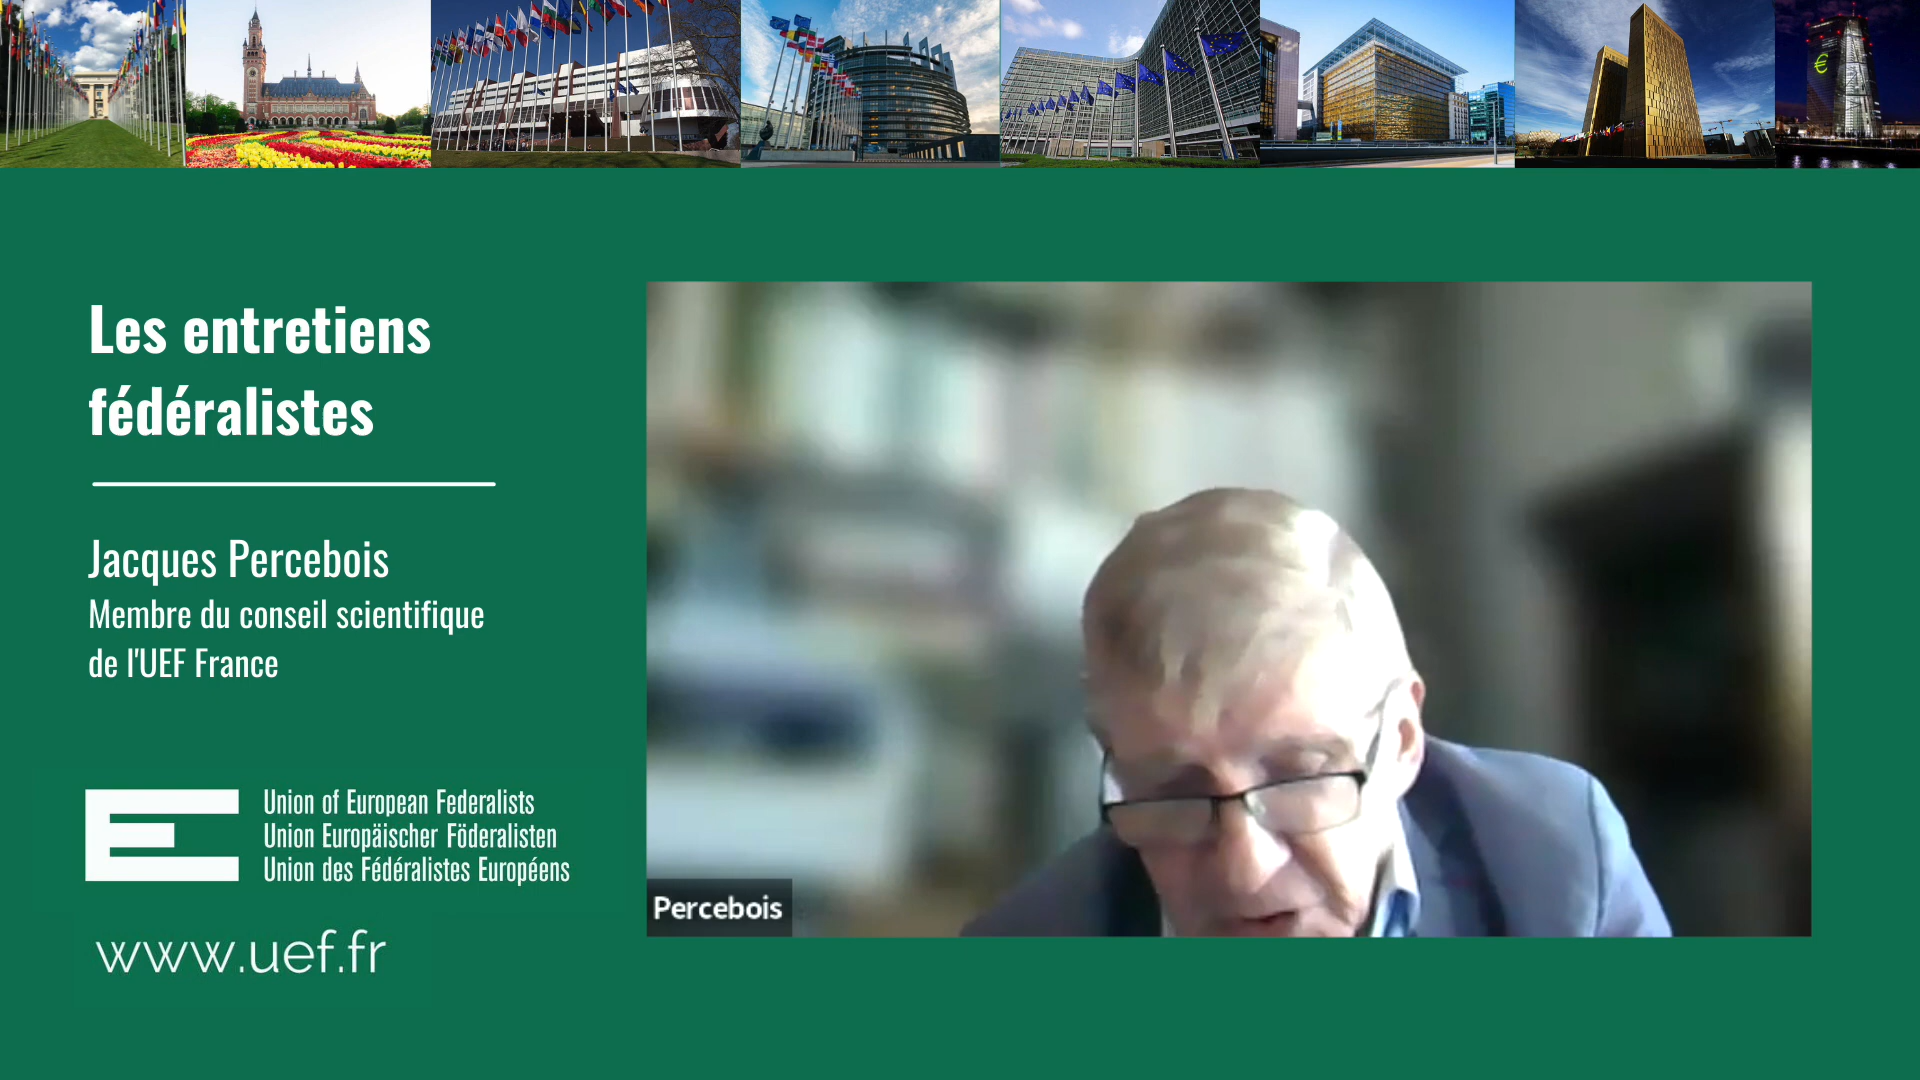 Les entretiens
fédéralistes
Jacques Percebois
Membre du conseil scientifique
de l'UEF France
Union of European Federalists
Union Europäischer Föderalisten
Union des Fédéralistes Européens
www.uef.fr
Percebois
€